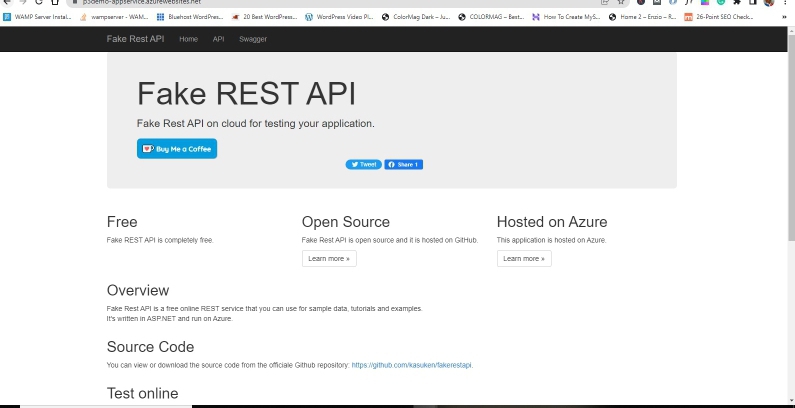 p3demo-appservice.azurewebsites.net
WAMP Server Instal... wampserver - WAM... Bluehost WordPres... 20 Best WordPress... WordPress Video Pl... ColorMag Dark – Ju... COLORMAG – Best... How To Create MyS... Home 2 – Enzio – R... 26-Point SEO Check... »
Fake Rest API Home API Swagger
Fake REST API
Fake Rest API on cloud for testing your application.
Buy Me a Coffee
Tweet Share 1
Free Open Source Hosted on Azure
Fake REST API is completely free. Fake Rest API is open source and it is hosted on GitHub. This application is hosted on Azure.
Learn more » Learn more »
Overview
Fake Rest API is a free online REST service that you can use for sample data, tutorials and examples.
It's written in ASP.NET and run on Azure.
Source Code
You can view or download the source code from the officiale Github repository: https://github.com/kasuken/fakerestapi.
Test online